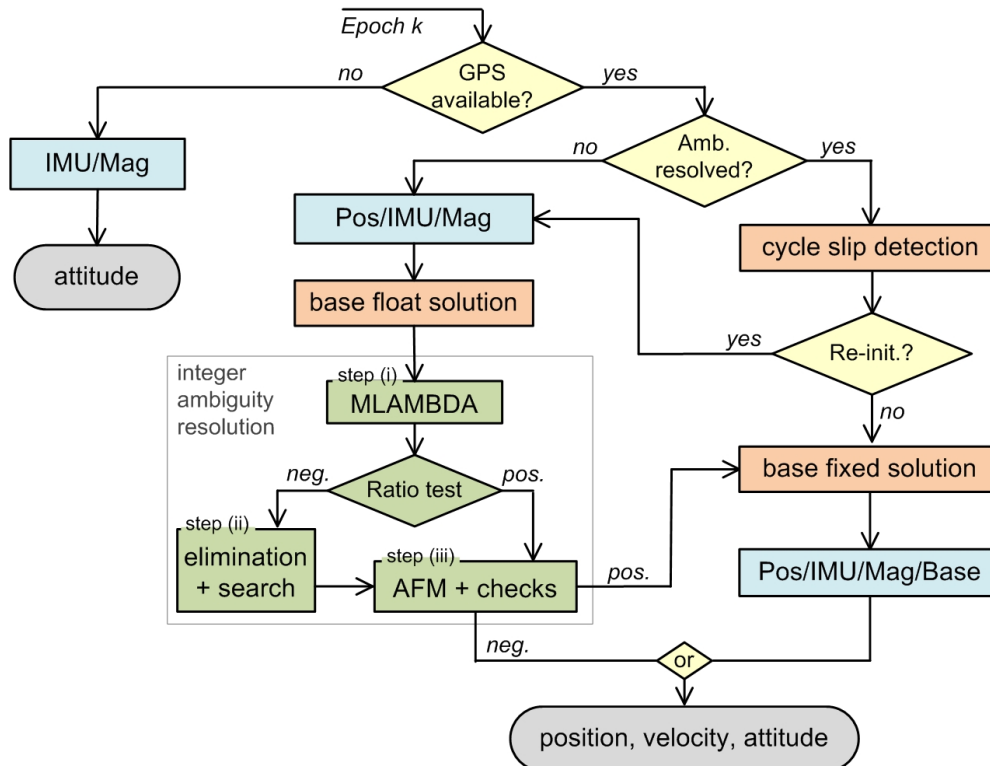 Epoch k
no
GPS
available?
yes
IMU/Mag
attitude
no
Amb.
resolved?
yes
Pos/IMU/Mag
cycle slip detection
base float solution
yes
Re-init.?
no
integer
ambiguity
resolution
step (i)
MLAMBDA
neg.
Ratio test
pos.
step (ii)
elimination
+ search
step (iii)
AFM + checks
pos.
base fixed solution
Pos/IMU/Mag/Base
neg.
or
position, velocity, attitude